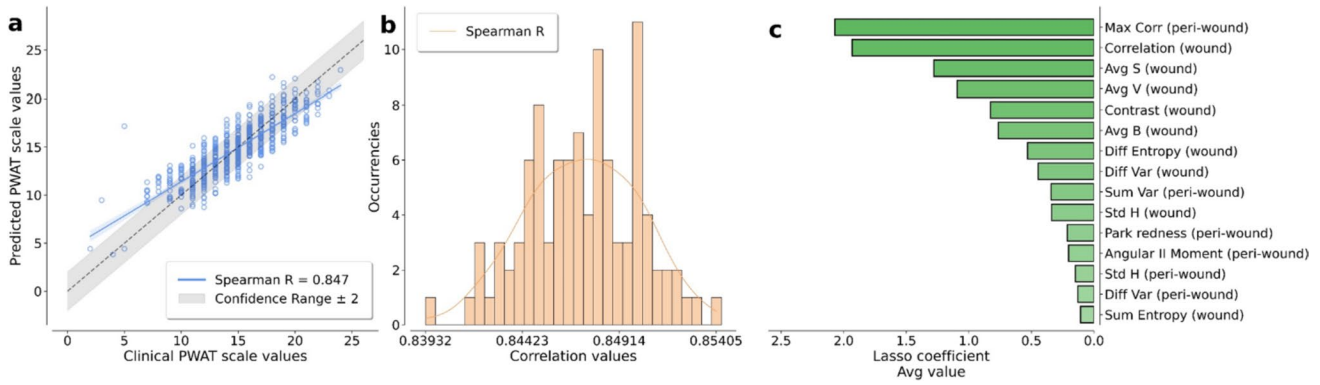 a
Predicted PWAT scale values
25
20
15
10
5
0
Spearman R = 0.847
Confidence Range ± 2
0 5 10 15 20 25
Clinical PWAT scale values
b
Occurrencies
10
8
6
4
2
0
Spearman R
0.83932 0.84423 0.84914 0.85405
Correlation values
c
Max Corr (peri-wound)
Correlation (wound)
Avg S (wound)
Avg V (wound)
Contrast (wound)
Avg B (wound)
Diff Entropy (wound)
Diff Var (wound)
Sum Var (peri-wound)
Std H (wound)
Park redness (peri-wound)
Angular II Moment (peri-wound)
Std H (peri-wound)
Diff Var (peri-wound)
Sum Entropy (wound)
2.5 2.0 1.5 1.0 0.5 0.0
Lasso coefficient
Avg value